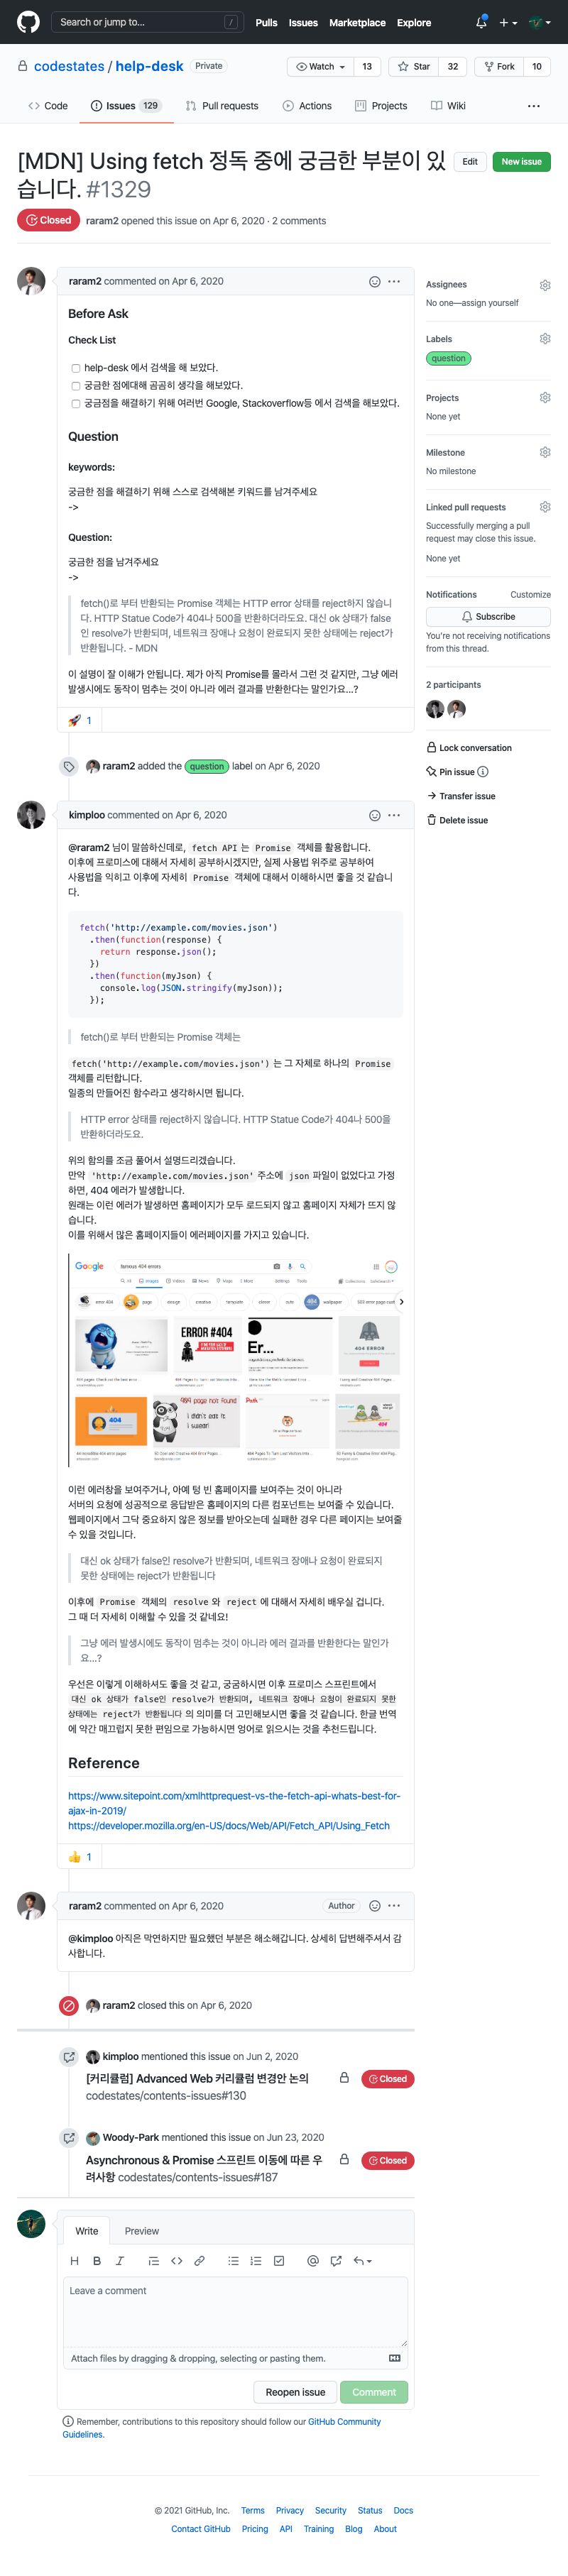 Search or jump to... /
Pulls Issues Marketplace Explore
codestates / help-desk Private
Watch 13 Star 32 Fork 10
Code Issues 129 Pull requests Actions Projects Wiki
[MDN] Using fetch 정독 중에 궁금한 부분이 있
습니다. #1329
Edit New issue
Closed raram2 opened this issue on Apr 6, 2020 · 2 comments
raram2 commented on Apr 6, 2020
Before Ask
Check List
help-desk 에서 검색을 해 보았다.
궁금한 점에대해 곰곰히 생각을 해보았다.
궁금점을 해결하기 위해 여러번 Google, Stackoverflow등 에서 검색을 해보았다.
Question
keywords:
궁금한 점을 해결하기 위해 스스로 검색해본 키워드를 남겨주세요
->
Question:
궁금한 점을 남겨주세요
->
fetch()로 부터 반환되는 Promise 객체는 HTTP error 상태를 reject하지 않습니
다. HTTP Statue Code가 404나 500을 반환하더라도요. 대신 ok 상태가 false
인 resolve가 반환되며, 네트워크 장애나 요청이 완료되지 못한 상태에는 reject가
반환됩니다. - MDN
이 설명이 잘 이해가 안됩니다. 제가 아직 Promise를 몰라서 그런 것 같지만, 그냥 에러
발생시에도 동작이 멈추는 것이 아니라 에러 결과를 반환한다는 말인가요...?
🚀 1
Assignees
No one—assign yourself
Labels
question
Projects
None yet
Milestone
No milestone
Linked pull requests
Successfully merging a pull
request may close this issue.
None yet
Notifications Customize
Subscribe
You're not receiving notifications
from this thread.
2 participants
Lock conversation
Pin issue
Transfer issue
Delete issue
raram2 added the question label on Apr 6, 2020
kimploo commented on Apr 6, 2020
@raram2 님이 말씀하신데로, fetch API 는 Promise 객체를 활용합니다.
이후에 프로미스에 대해서 자세히 공부하시겠지만, 실제 사용법 위주로 공부하여
사용법을 익히고 이후에 자세히 Promise 객체에 대해서 이해하시면 좋을 것 같습니
다.
fetch('http://example.com/movies.json')
.then(function(response) {
return response.json();
})
.then(function(myJson) {
console.log(JSON.stringify(myJson));
});
fetch()로 부터 반환되는 Promise 객체는
fetch('http://example.com/movies.json') 는 그 자체로 하나의 Promise
객체를 리턴합니다.
일종의 만들어진 함수라고 생각하시면 됩니다.
HTTP error 상태를 reject하지 않습니다. HTTP Statue Code가 404나 500을
반환하더라도요.
위의 함의를 조금 풀어서 설명드리겠습니다.
만약 'http://example.com/movies.json' 주소에 json 파일이 없었다고 가정
하면, 404 에러가 발생합니다.
원래는 이런 에러가 발생하면 홈페이지가 모두 로드되지 않고 홈페이지 자체가 뜨지 않
습니다.
이를 위해서 많은 홈페이지들이 에러페이지를 가지고 있습니다.
Google famous 404 errors
ERROR #404
Er...
404 ERROR
404
page not found
i didn't eat it
i swear!
Path
이런 에러창을 보여주거나, 아예 텅 빈 홈페이지를 보여주는 것이 아니라
서버의 요청에 성공적으로 응답받은 홈페이지의 다른 컴포넌트는 보여줄 수 있습니다.
웹페이지에서 그닥 중요하지 않은 정보를 받아오는데 실패한 경우 다른 페이지는 보여줄
수 있을 것입니다.
대신 ok 상태가 false인 resolve가 반환되며, 네트워크 장애나 요청이 완료되지
못한 상태에는 reject가 반환됩니다
이후에 Promise 객체의 resolve 와 reject 에 대해서 자세히 배우실 겁니다.
그 때 더 자세히 이해할 수 있을 것 같네요!
그냥 에러 발생시에도 동작이 멈추는 것이 아니라 에러 결과를 반환한다는 말인가
요...?
우선은 이렇게 이해하셔도 좋을 것 같고, 궁금하시면 이후 프로미스 스프린트에서
대신 ok 상태가 false인 resolve가 반환되며, 네트워크 장애나 요청이 완료되지 못한
상태에는 reject가 반환됩니다 의 의미를 더 고민해보시면 좋을 것 같습니다. 한글 번역
에 약간 매끄럽지 못한 편임으로 가능하시면 영어로 읽으시는 것을 추천드립니다.
Reference
https://www.sitepoint.com/xmlhttprequest-vs-the-fetch-api-whats-best-for-
ajax-in-2019/
https://developer.mozilla.org/en-US/docs/Web/API/Fetch_API/Using_Fetch
👍 1
raram2 commented on Apr 6, 2020 Author
@kimploo 아직은 막연하지만 필요했던 부분은 해소해갑니다. 상세히 답변해주셔서 감
사합니다.
raram2 closed this on Apr 6, 2020
kimploo mentioned this issue on Jun 2, 2020
[커리큘럼] Advanced Web 커리큘럼 변경안 논의
codestates/contents-issues#130
Closed
Woody-Park mentioned this issue on Jun 23, 2020
Asynchronous & Promise 스프린트 이동에 따른 우
려사항 codestates/contents-issues#187
Closed
Write Preview
Leave a comment
Attach files by dragging & dropping, selecting or pasting them.
Reopen issue Comment
Remember, contributions to this repository should follow our GitHub Community
Guidelines.
© 2021 GitHub, Inc. Terms Privacy Security Status Docs
Contact GitHub Pricing API Training Blog About